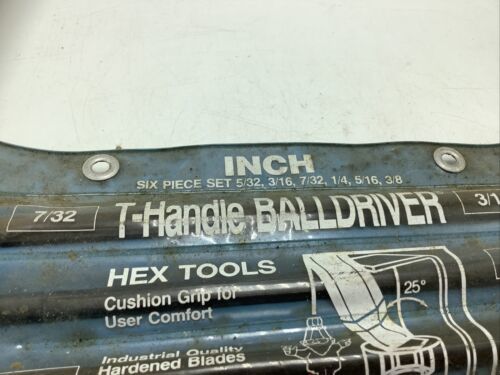 INCH
SIX PIECE SET 5/32, 3/16, 7/32, 1/4, 5/16, 3/8
7/32 T-Handle BALLDRIVER
HEX TOOLS
Cushion Grip for
User Comfort
25°
Industrial Quality
Hardened Blades